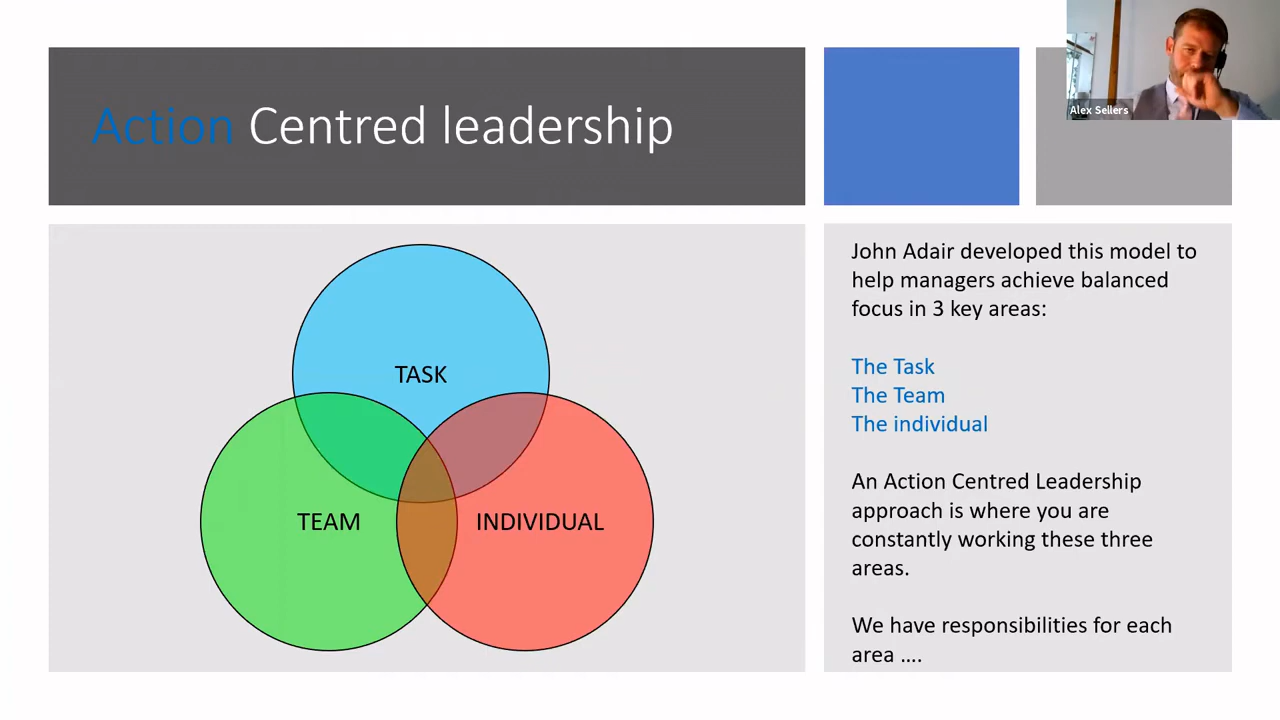 Alex Sellers
Action Centred leadership
TASK
TEAM
INDIVIDUAL
John Adair developed this model to
help managers achieve balanced
focus in 3 key areas:
The Task
The Team
The individual
An Action Centred Leadership
approach is where you are
constantly working these three
areas.
We have responsibilities for each
area ....